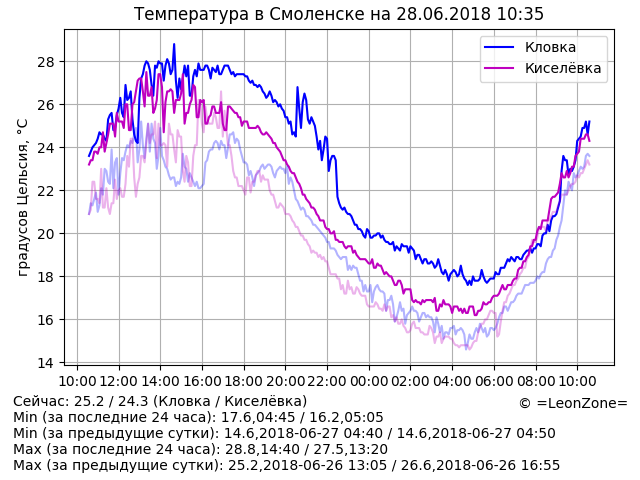 Температура в Смоленске на 28.06.2018 10:35
градусов Цельсия, °C
28
26
24
22
20
18
16
14
Кловка
Киселёвка
10:00 12:00 14:00 16:00 18:00 20:00 22:00 00:00 02:00 04:00 06:00 08:00 10:00
Сейчас: 25.2 / 24.3 (Кловка / Киселёвка)
© =LeonZone=
Min (за последние 24 часа): 17.6,04:45 / 16.2,05:05
Min (за предыдущие сутки): 14.6,2018-06-27 04:40 / 14.6,2018-06-27 04:50
Max (за последние 24 часа): 28.8,14:40 / 27.5,13:20
Max (за предыдущие сутки): 25.2,2018-06-26 13:05 / 26.6,2018-06-26 16:55